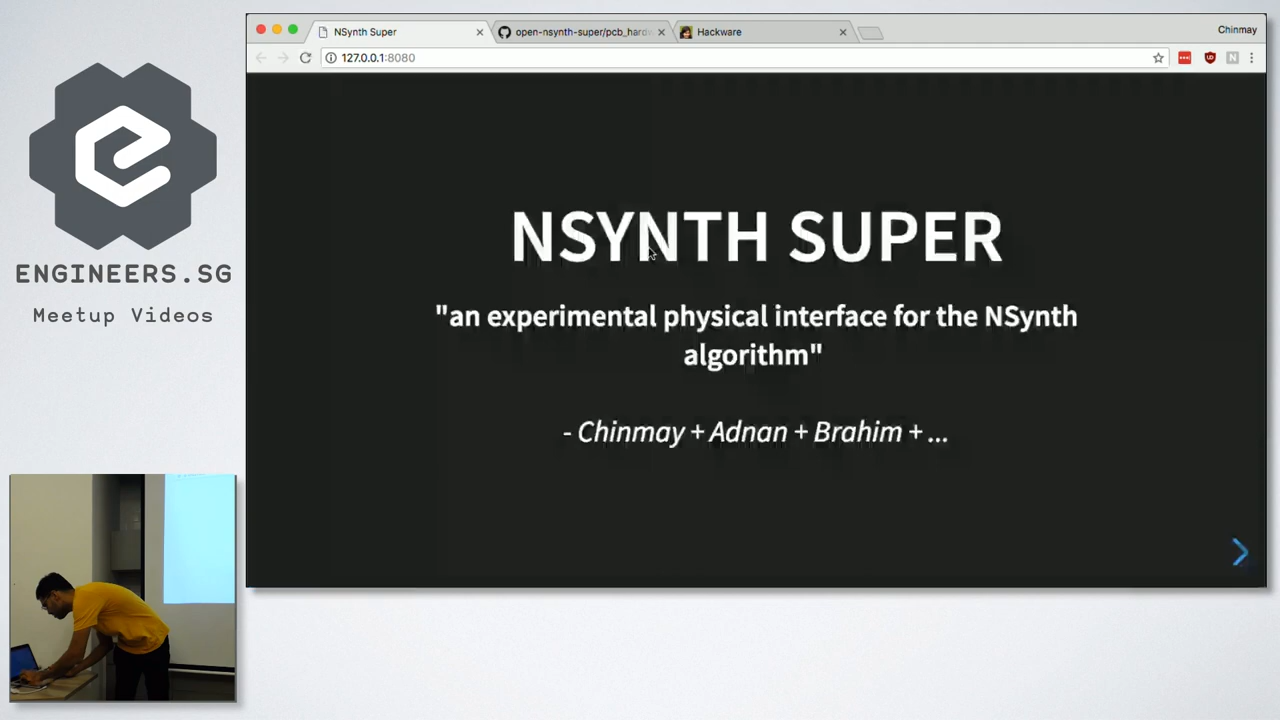 NSynth Super
open-nsynth-super/pcb_hardw
Hackware
Chinmay
127.0.0.1:8080
ENGINEERS.SG
Meetup Videos
NSYNTH SUPER
"an experimental physical interface for the NSynth
algorithm"
- Chinmay + Adnan + Brahim + ...